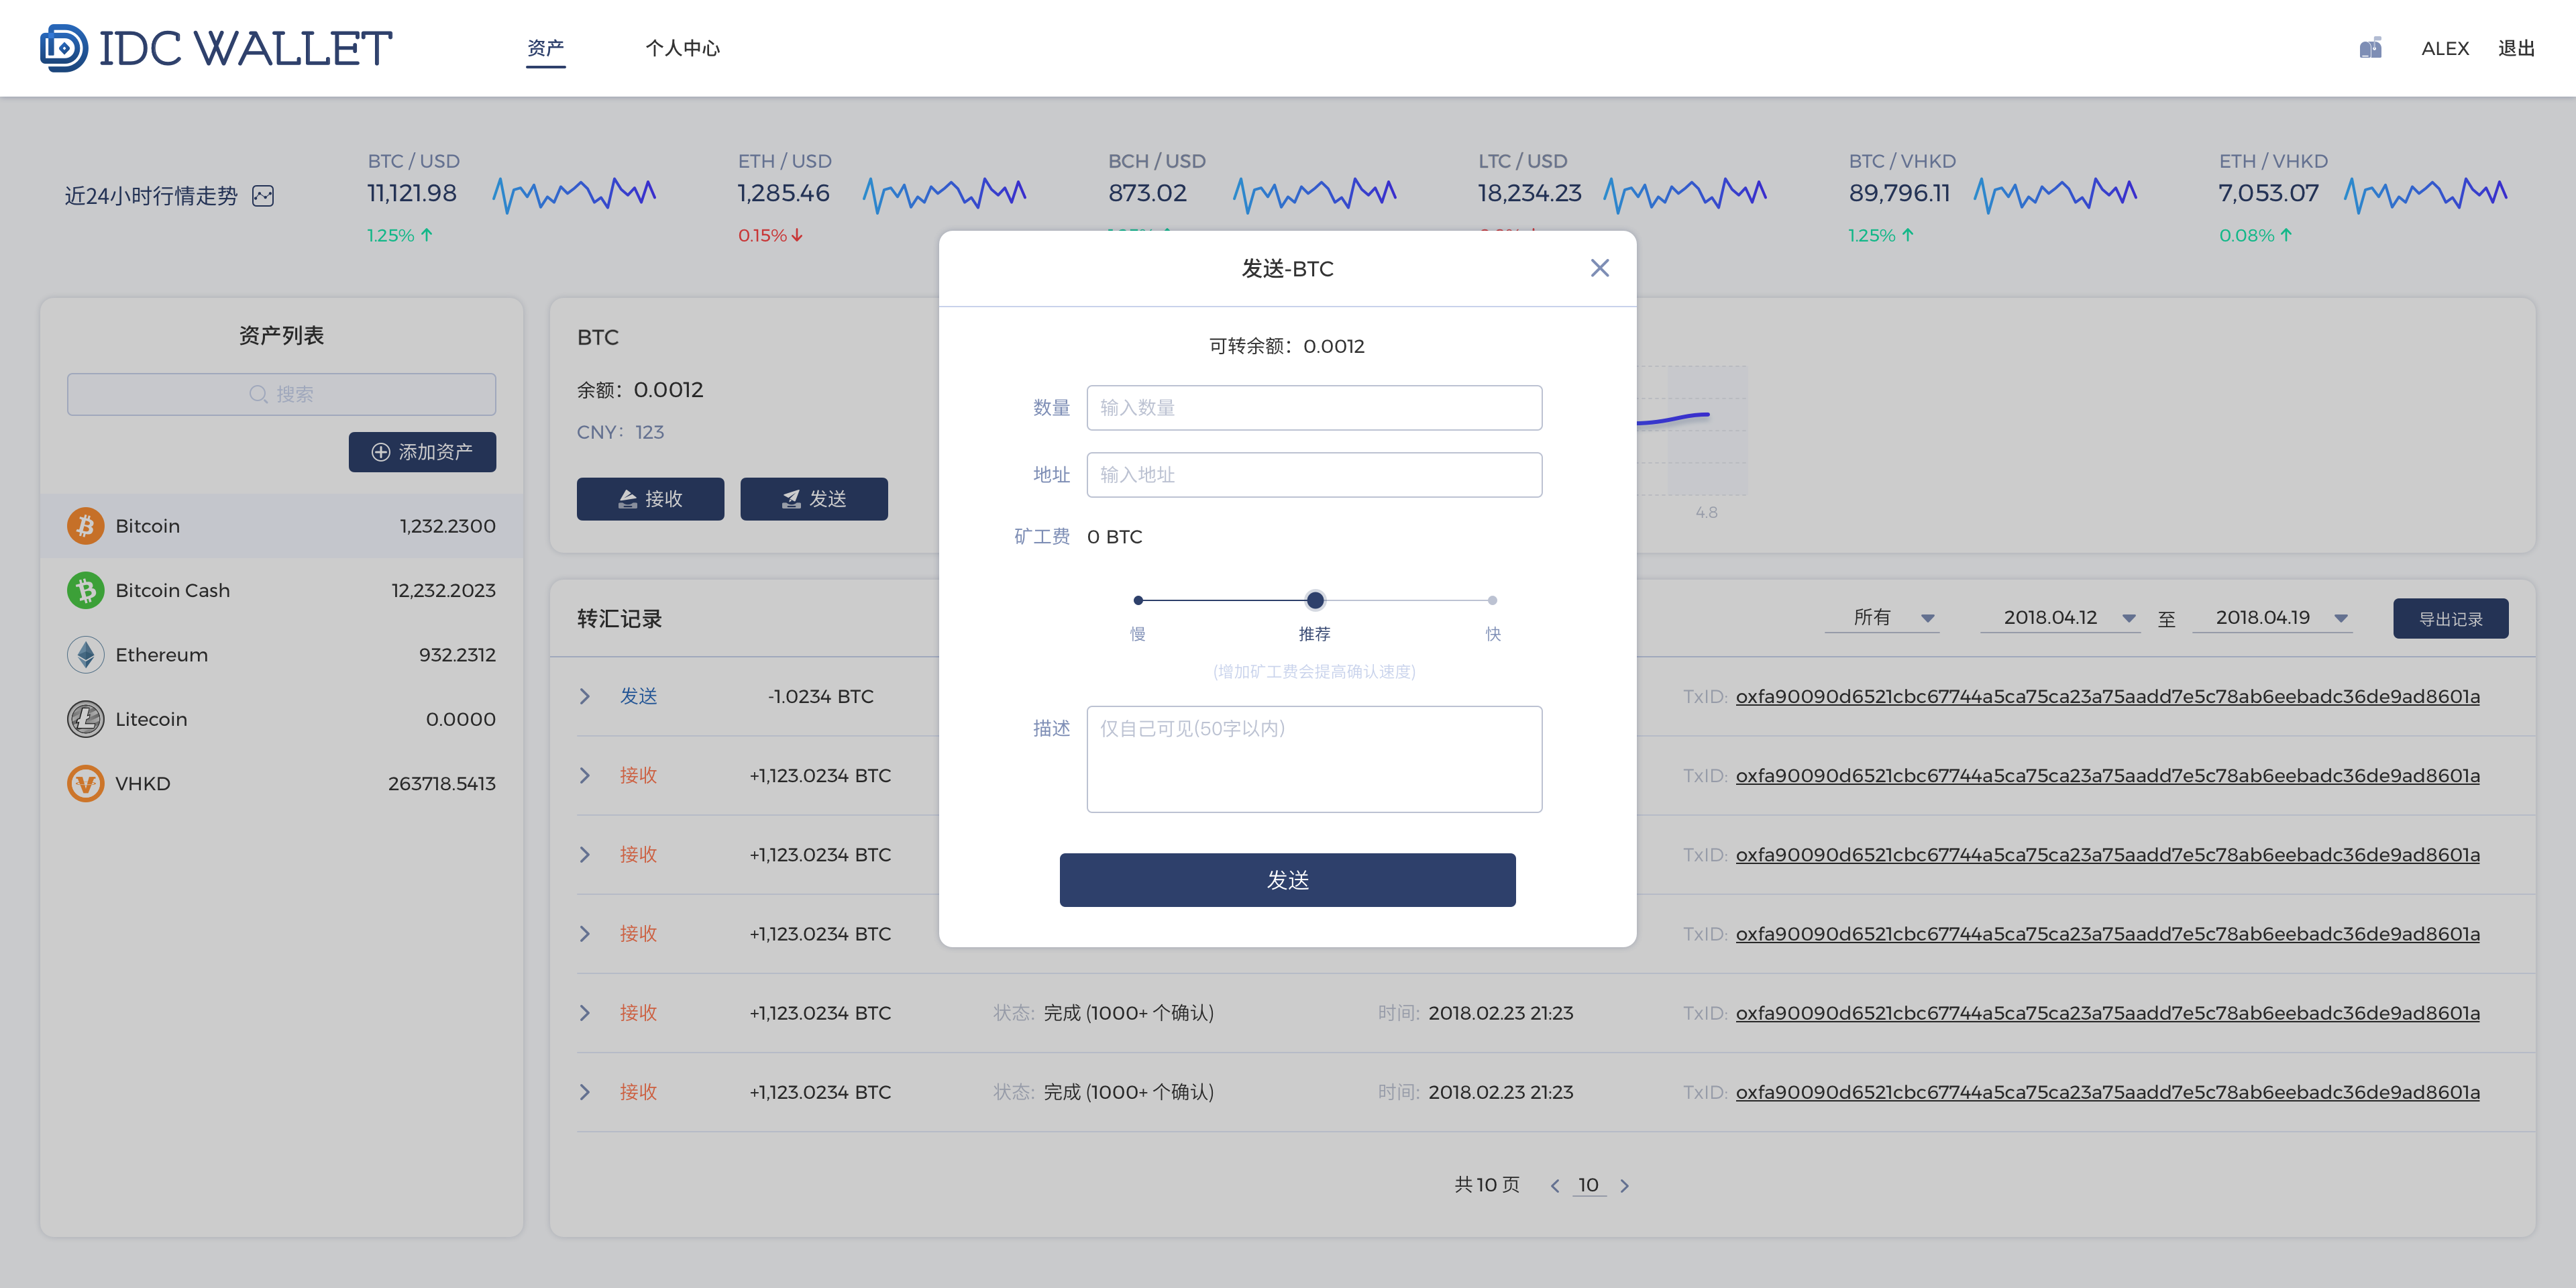 IDC WALLET
资产
个人中心
ALEX
退出
近24小时行情走势
BTC / USD
11,121.98
1.25%
ETH / USD
1,285.46
0.15%
BCH / USD
873.02
LTC / USD
18,234.23
BTC / VHKD
89,796.11
1.25%
ETH / VHKD
7,053.07
0.08%
资产列表
搜索
添加资产
Bitcoin 1,232.2300
Bitcoin Cash 12,232.2023
Ethereum 932.2312
Litecoin 0.0000
VHKD 263718.5413
BTC
余额：0.0012
CNY：123
接收
发送
4.8
发送-BTC
可转余额：0.0012
数量 输入数量
地址 输入地址
矿工费 0 BTC
慢 推荐 快
(增加矿工费会提高确认速度)
描述 仅自己可见(50字以内)
发送
转汇记录
所有 2018.04.12 至 2018.04.19 导出记录
发送 -1.0234 BTC TxID: oxfa90090d6521cbc67744a5ca75ca23a75aadd7e5c78ab6eebadc36de9ad8601a
接收 +1,123.0234 BTC TxID: oxfa90090d6521cbc67744a5ca75ca23a75aadd7e5c78ab6eebadc36de9ad8601a
接收 +1,123.0234 BTC TxID: oxfa90090d6521cbc67744a5ca75ca23a75aadd7e5c78ab6eebadc36de9ad8601a
接收 +1,123.0234 BTC TxID: oxfa90090d6521cbc67744a5ca75ca23a75aadd7e5c78ab6eebadc36de9ad8601a
接收 +1,123.0234 BTC 状态: 完成 (1000+ 个确认) 时间: 2018.02.23 21:23 TxID: oxfa90090d6521cbc67744a5ca75ca23a75aadd7e5c78ab6eebadc36de9ad8601a
接收 +1,123.0234 BTC 状态: 完成 (1000+ 个确认) 时间: 2018.02.23 21:23 TxID: oxfa90090d6521cbc67744a5ca75ca23a75aadd7e5c78ab6eebadc36de9ad8601a
共 10 页 10